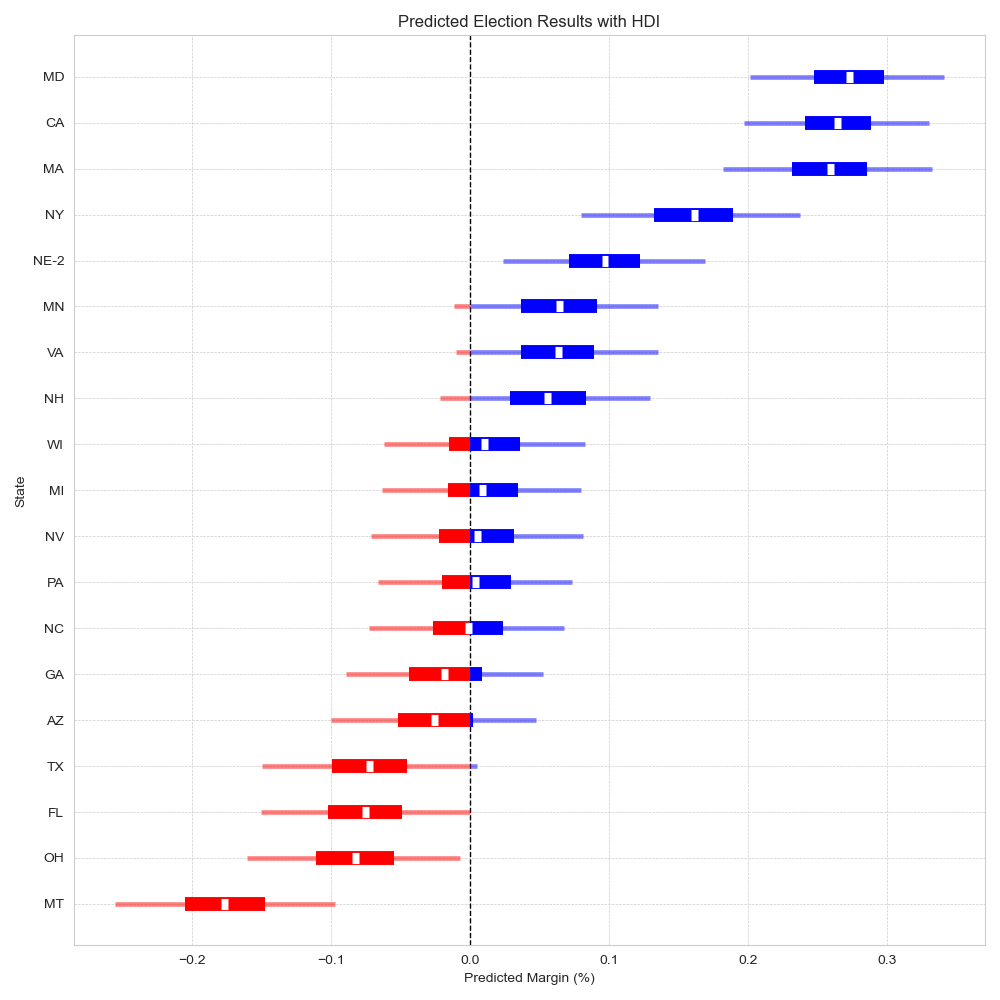 Predicted Election Results with HDI
MD
CA
MA
NY
NE-2
MN
VA
NH
WI
MI
NV
PA
NC
GA
AZ
TX
FL
OH
MT
State
−0.2
−0.1
0.0
0.1
0.2
0.3
Predicted Margin (%)